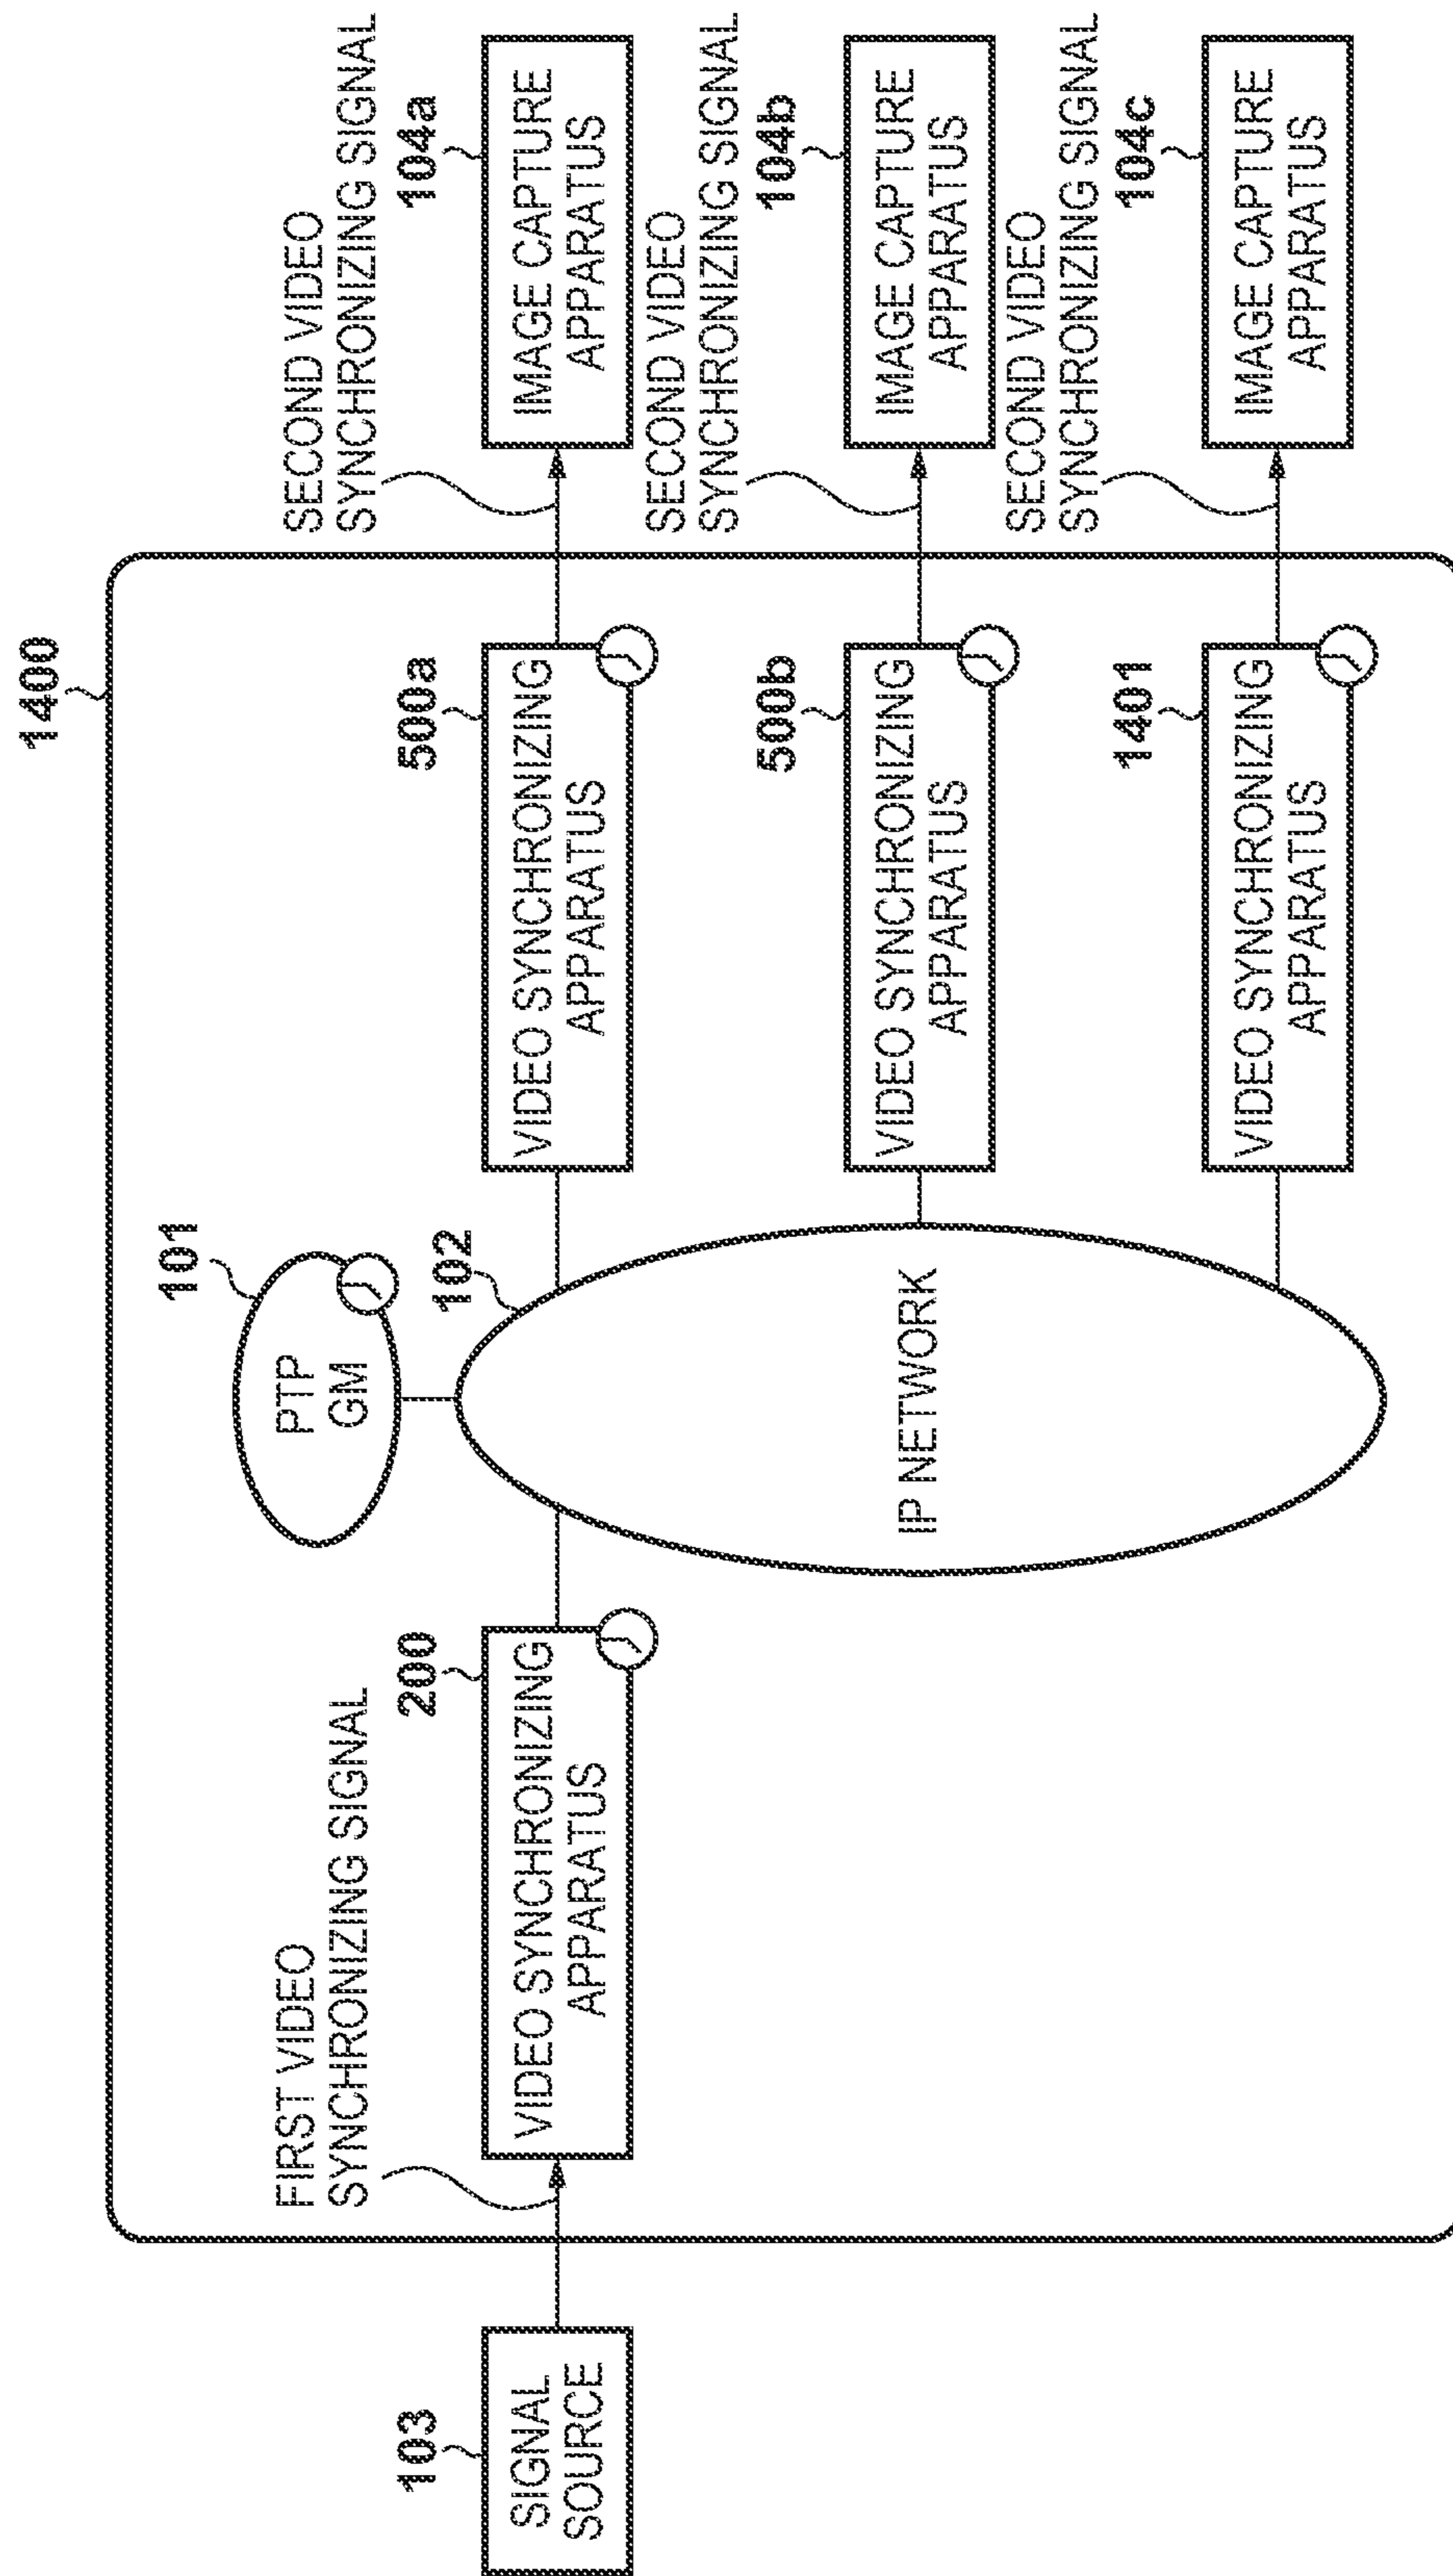 1400
FIRST VIDEO
SYNCHRONIZING SIGNAL
101
PTP
GM
SECOND VIDEO
SYNCHRONIZING SIGNAL
103
SIGNAL
SOURCE
200
VIDEO SYNCHRONIZING
APPARATUS
102
IP NETWORK
500a
VIDEO SYNCHRONIZING
APPARATUS
104a
IMAGE CAPTURE
APPARATUS
SECOND VIDEO
SYNCHRONIZING SIGNAL
500b
VIDEO SYNCHRONIZING
APPARATUS
104b
IMAGE CAPTURE
APPARATUS
SECOND VIDEO
SYNCHRONIZING SIGNAL
1401
VIDEO SYNCHRONIZING
APPARATUS
104c
IMAGE CAPTURE
APPARATUS